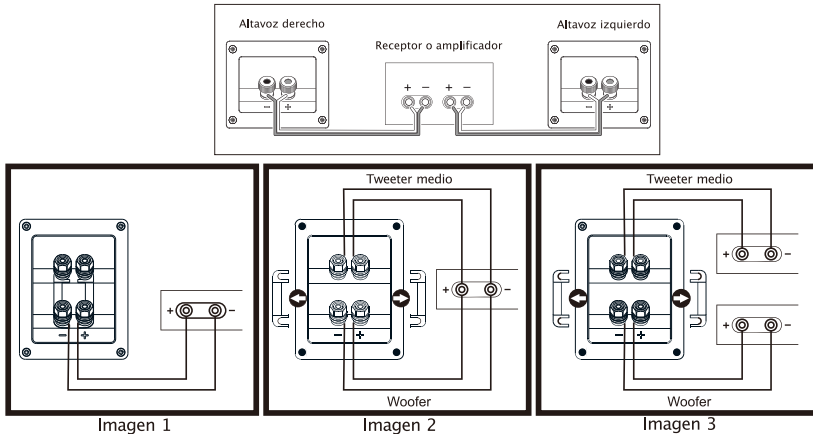 Altavoz derecho
Receptor o amplificador
Altavoz izquierdo
+ − + −
− +
− +
Tweeter medio
Tweeter medio
+ −
− +
+ −
− +
+ −
− +
+ −
Woofer
Woofer
Imagen 1
Imagen 2
Imagen 3